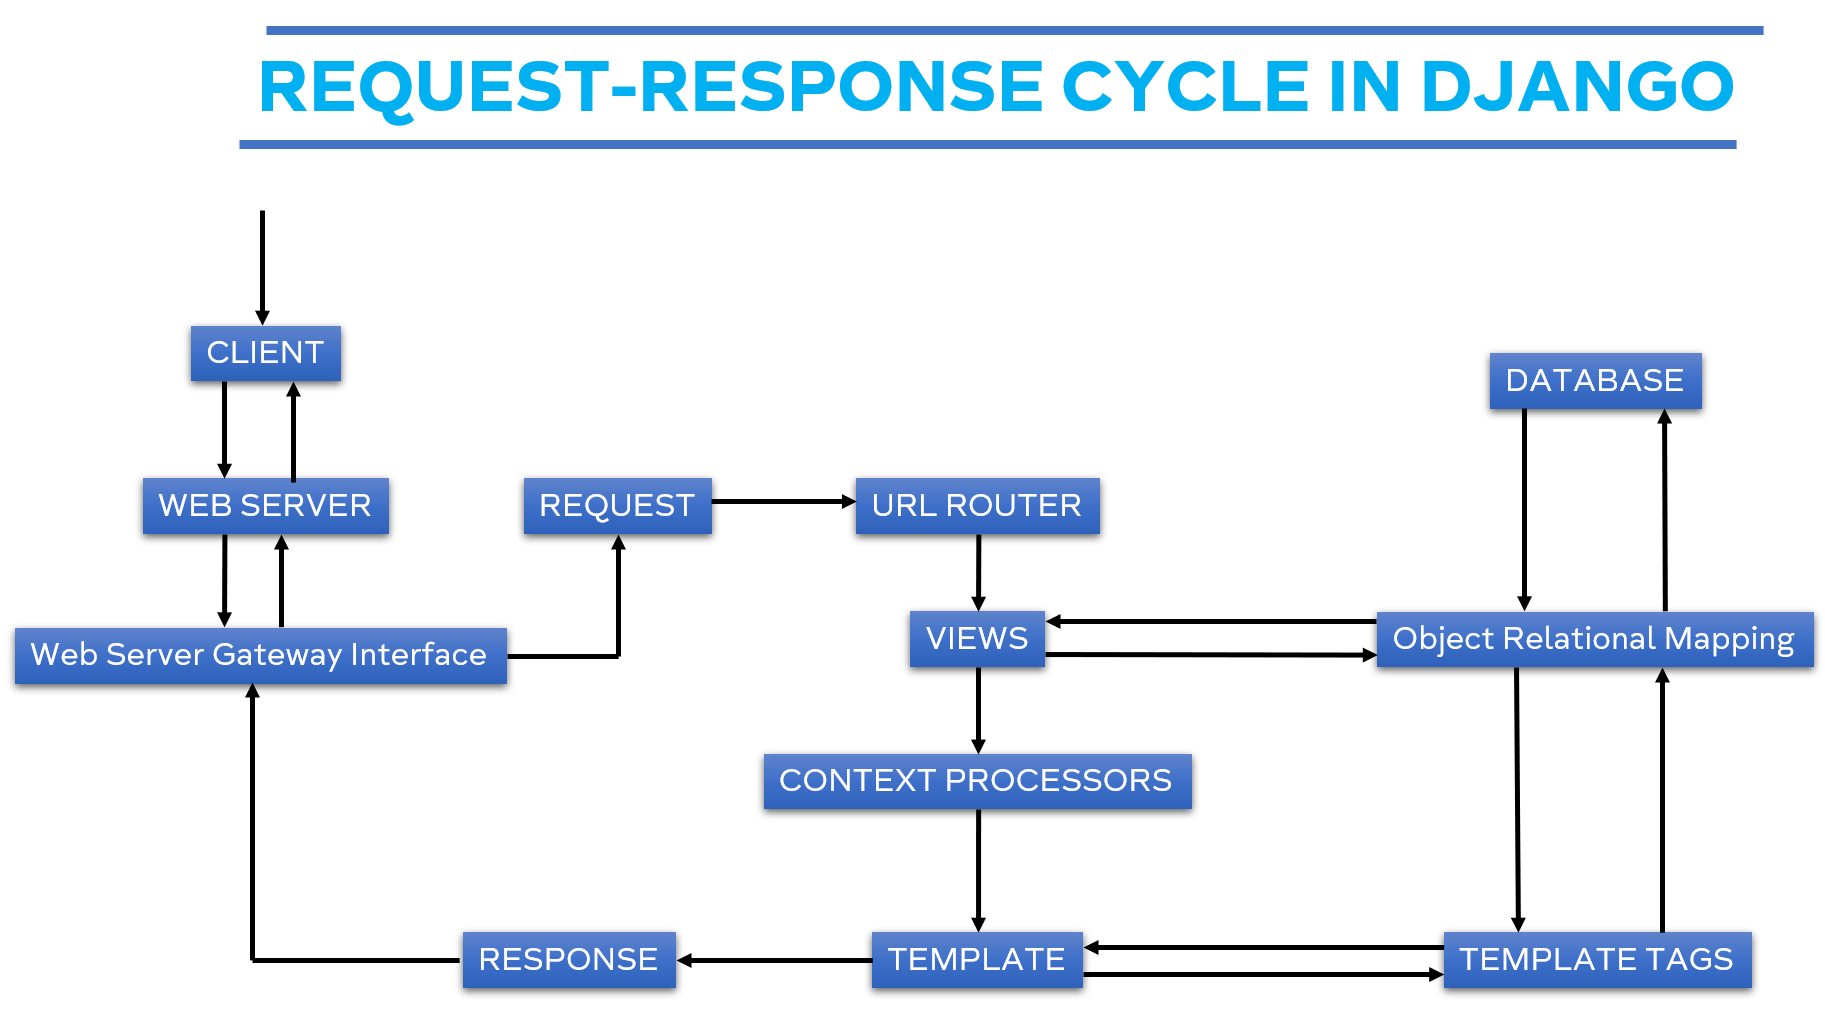 REQUEST-RESPONSE CYCLE IN DJANGO
CLIENT
DATABASE
WEB SERVER
REQUEST
URL ROUTER
VIEWS
Object Relational Mapping
Web Server Gateway Interface
CONTEXT PROCESSORS
RESPONSE
TEMPLATE
TEMPLATE TAGS